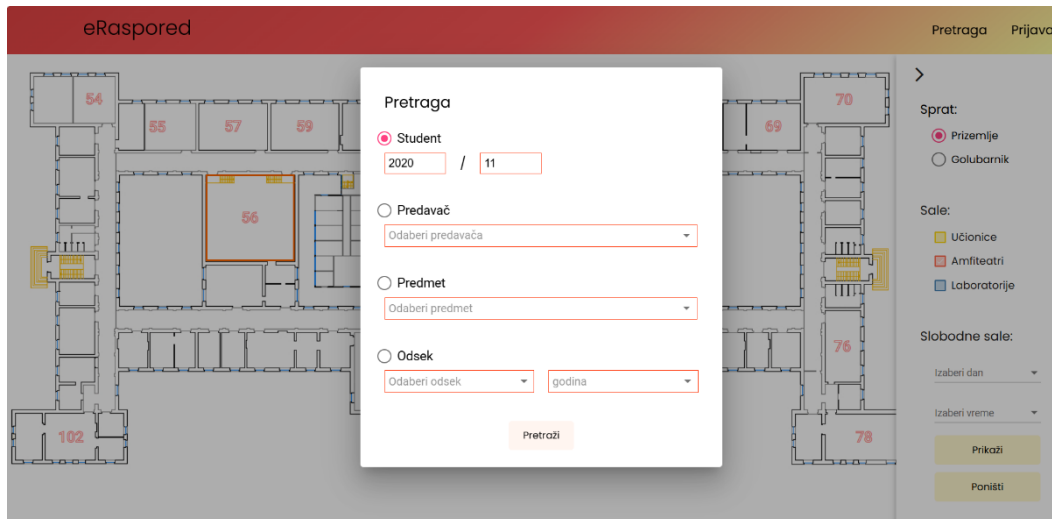 eRaspored
Pretraga Prijava
54
55
57
59
69
70
56
76
102
78
Pretraga
Student
2020 / 11
Predavač
Odaberi predavača
Predmet
Odaberi predmet
Odsek
Odaberi odsek godina
Pretraži
Sprat:
Prizemlje
Golubarnik
Sale:
Učionice
Amfiteatri
Laboratorije
Slobodne sale:
Izaberi dan
Izaberi vreme
Prikaži
Poništi